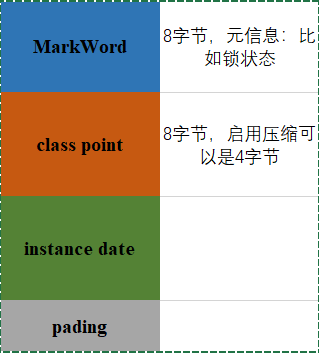 MarkWord
8字节，元信息：比
如锁状态
class point
8字节，启用压缩可
以是4字节
instance date
pading